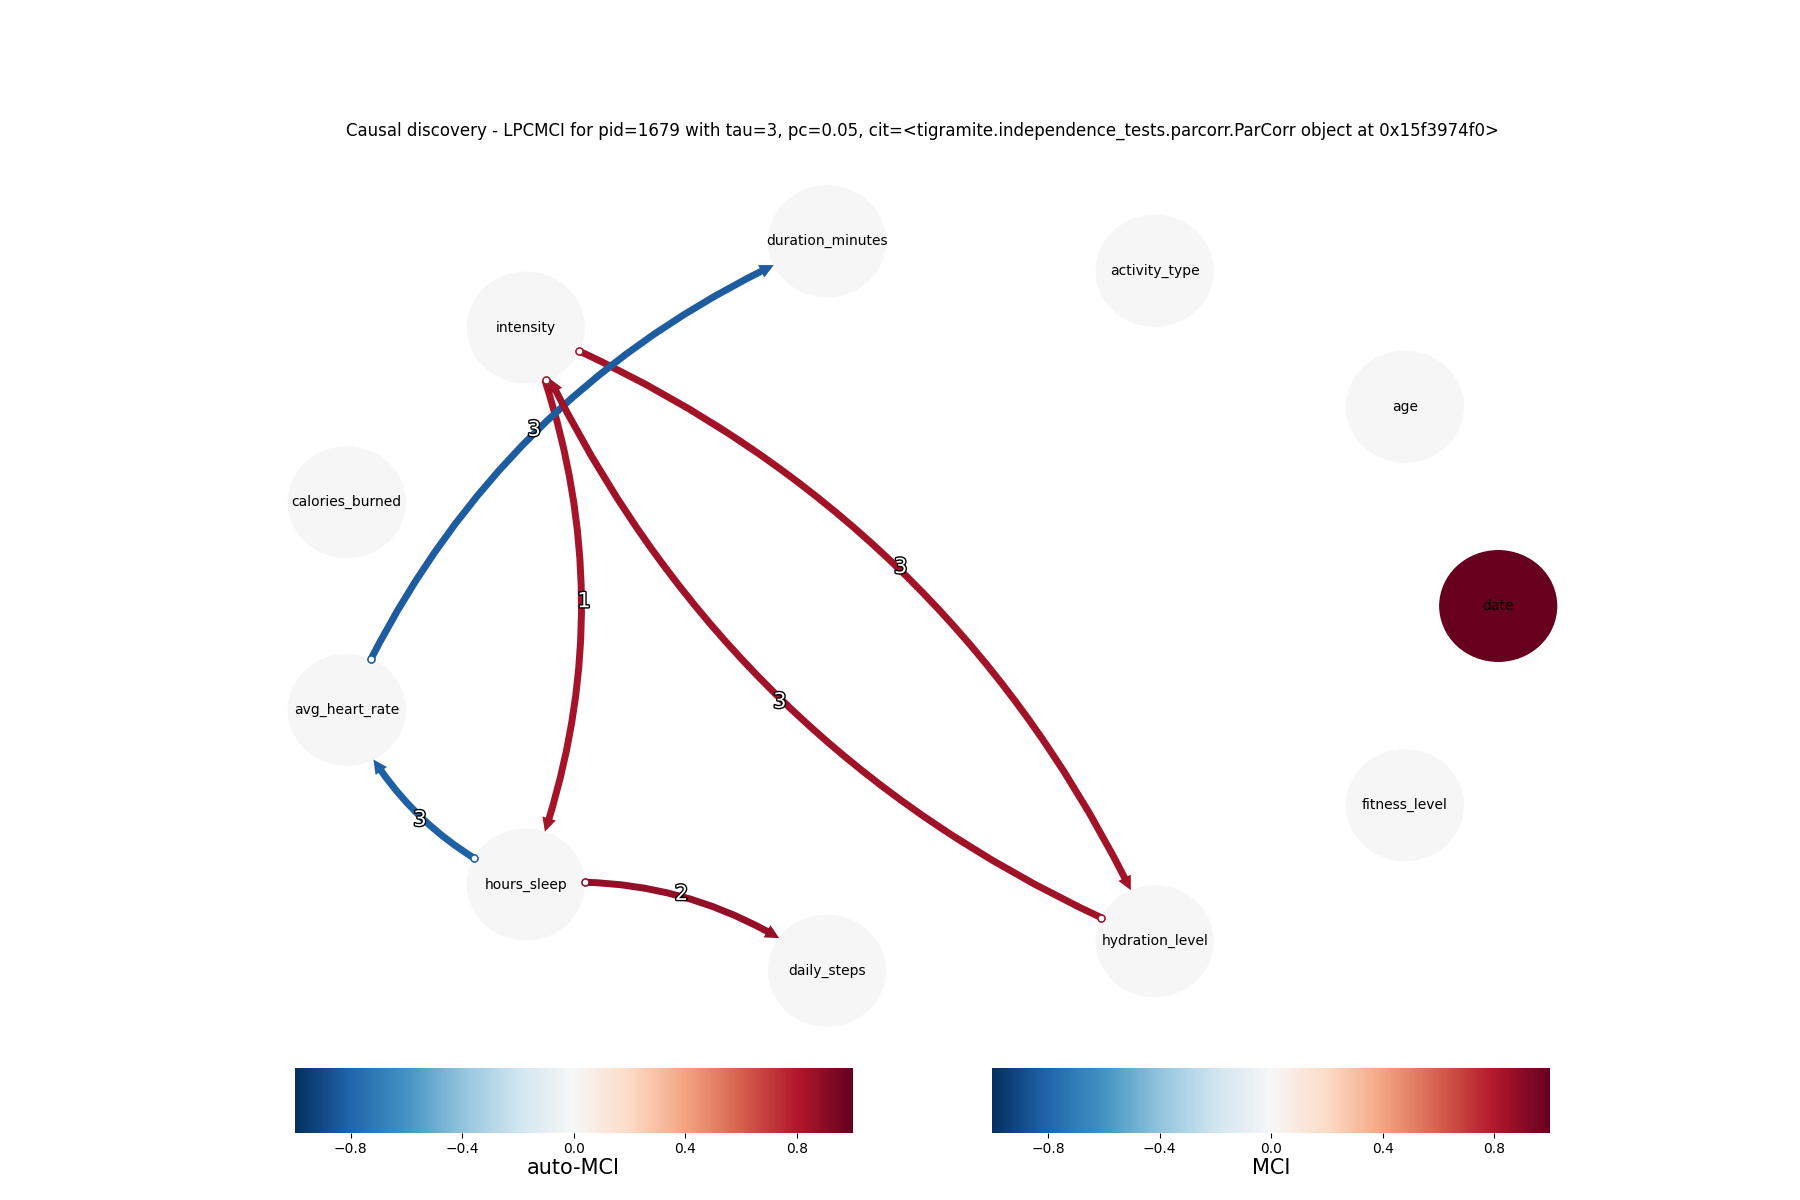 Causal discovery - LPCMCI for pid=1679 with tau=3, pc=0.05, cit=<tigramite.independence_tests.parcorr.ParCorr object at 0x15f3974f0>
duration_minutes
activity_type
intensity
age
3
calories_burned
3
1
date
3
avg_heart_rate
fitness_level
3
hours_sleep
2
hydration_level
daily_steps
−0.8 −0.4 0.0 0.4 0.8
auto-MCI
−0.8 −0.4 0.0 0.4 0.8
MCI